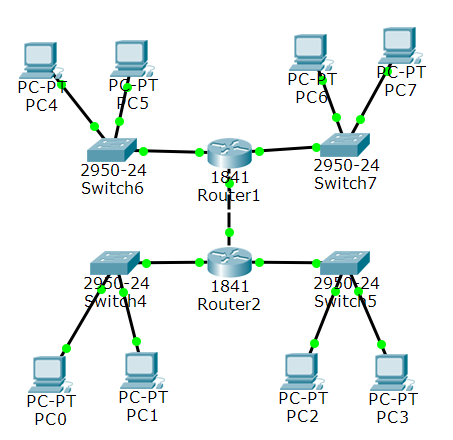 PC-PT
PC4
PC-PT
PC5
PC-PT
PC6
PC-PT
PC7
2950-24
Switch6
1841
Router1
2950-24
Switch7
2950-24
Switch4
1841
Router2
2950-24
Switch5
PC-PT
PC0
PC-PT
PC1
PC-PT
PC2
PC-PT
PC3